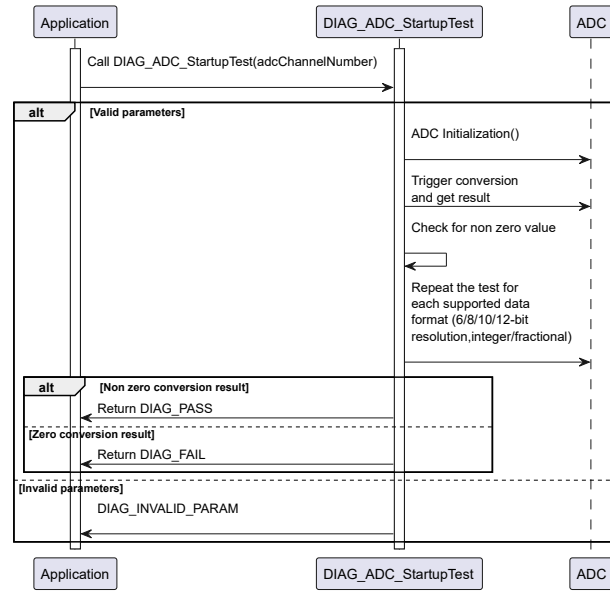 Application
DIAG_ADC_StartupTest
ADC
Call DIAG_ADC_StartupTest(adcChannelNumber)
alt
[Valid parameters]
ADC Initialization()
Trigger conversion
and get result
Check for non zero value
Repeat the test for
each supported data
format (6/8/10/12-bit
resolution,integer/fractional)
alt
[Non zero conversion result]
Return DIAG_PASS
[Zero conversion result]
Return DIAG_FAIL
[Invalid parameters]
DIAG_INVALID_PARAM
Application
DIAG_ADC_StartupTest
ADC